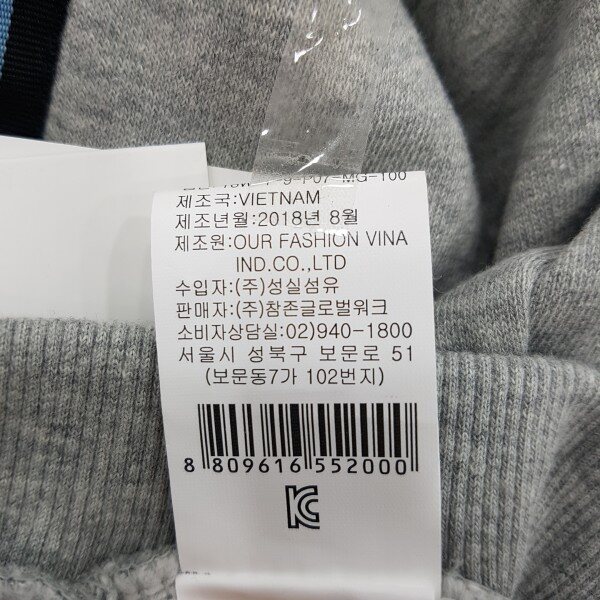 제조국:VIETNAM
제조년월:2018년 8월
제조원:OUR FASHION VINA
IND.CO.,LTD
수입자:(주)성실섬유
판매자:(주)참존글로벌워크
소비자상담실:02)940-1800
서울시 성북구 보문로 51
(보문동7가 102번지)
8 809616 552000